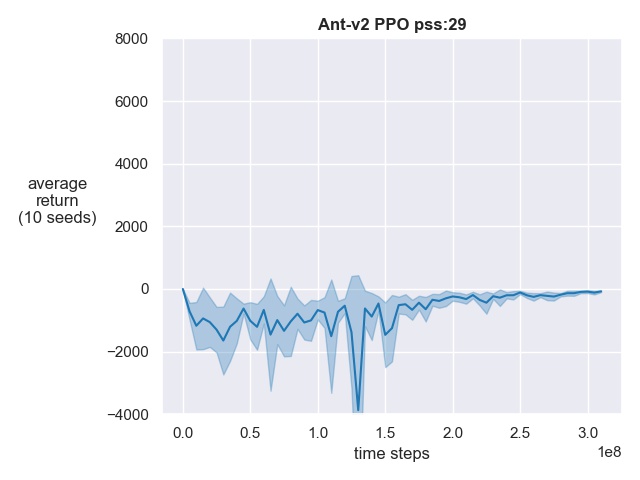 Ant-v2 PPO pss:29
8000
6000
4000
2000
0
−2000
−4000
average
return
(10 seeds)
0.0 0.5 1.0 1.5 2.0 2.5 3.0
1e8
time steps